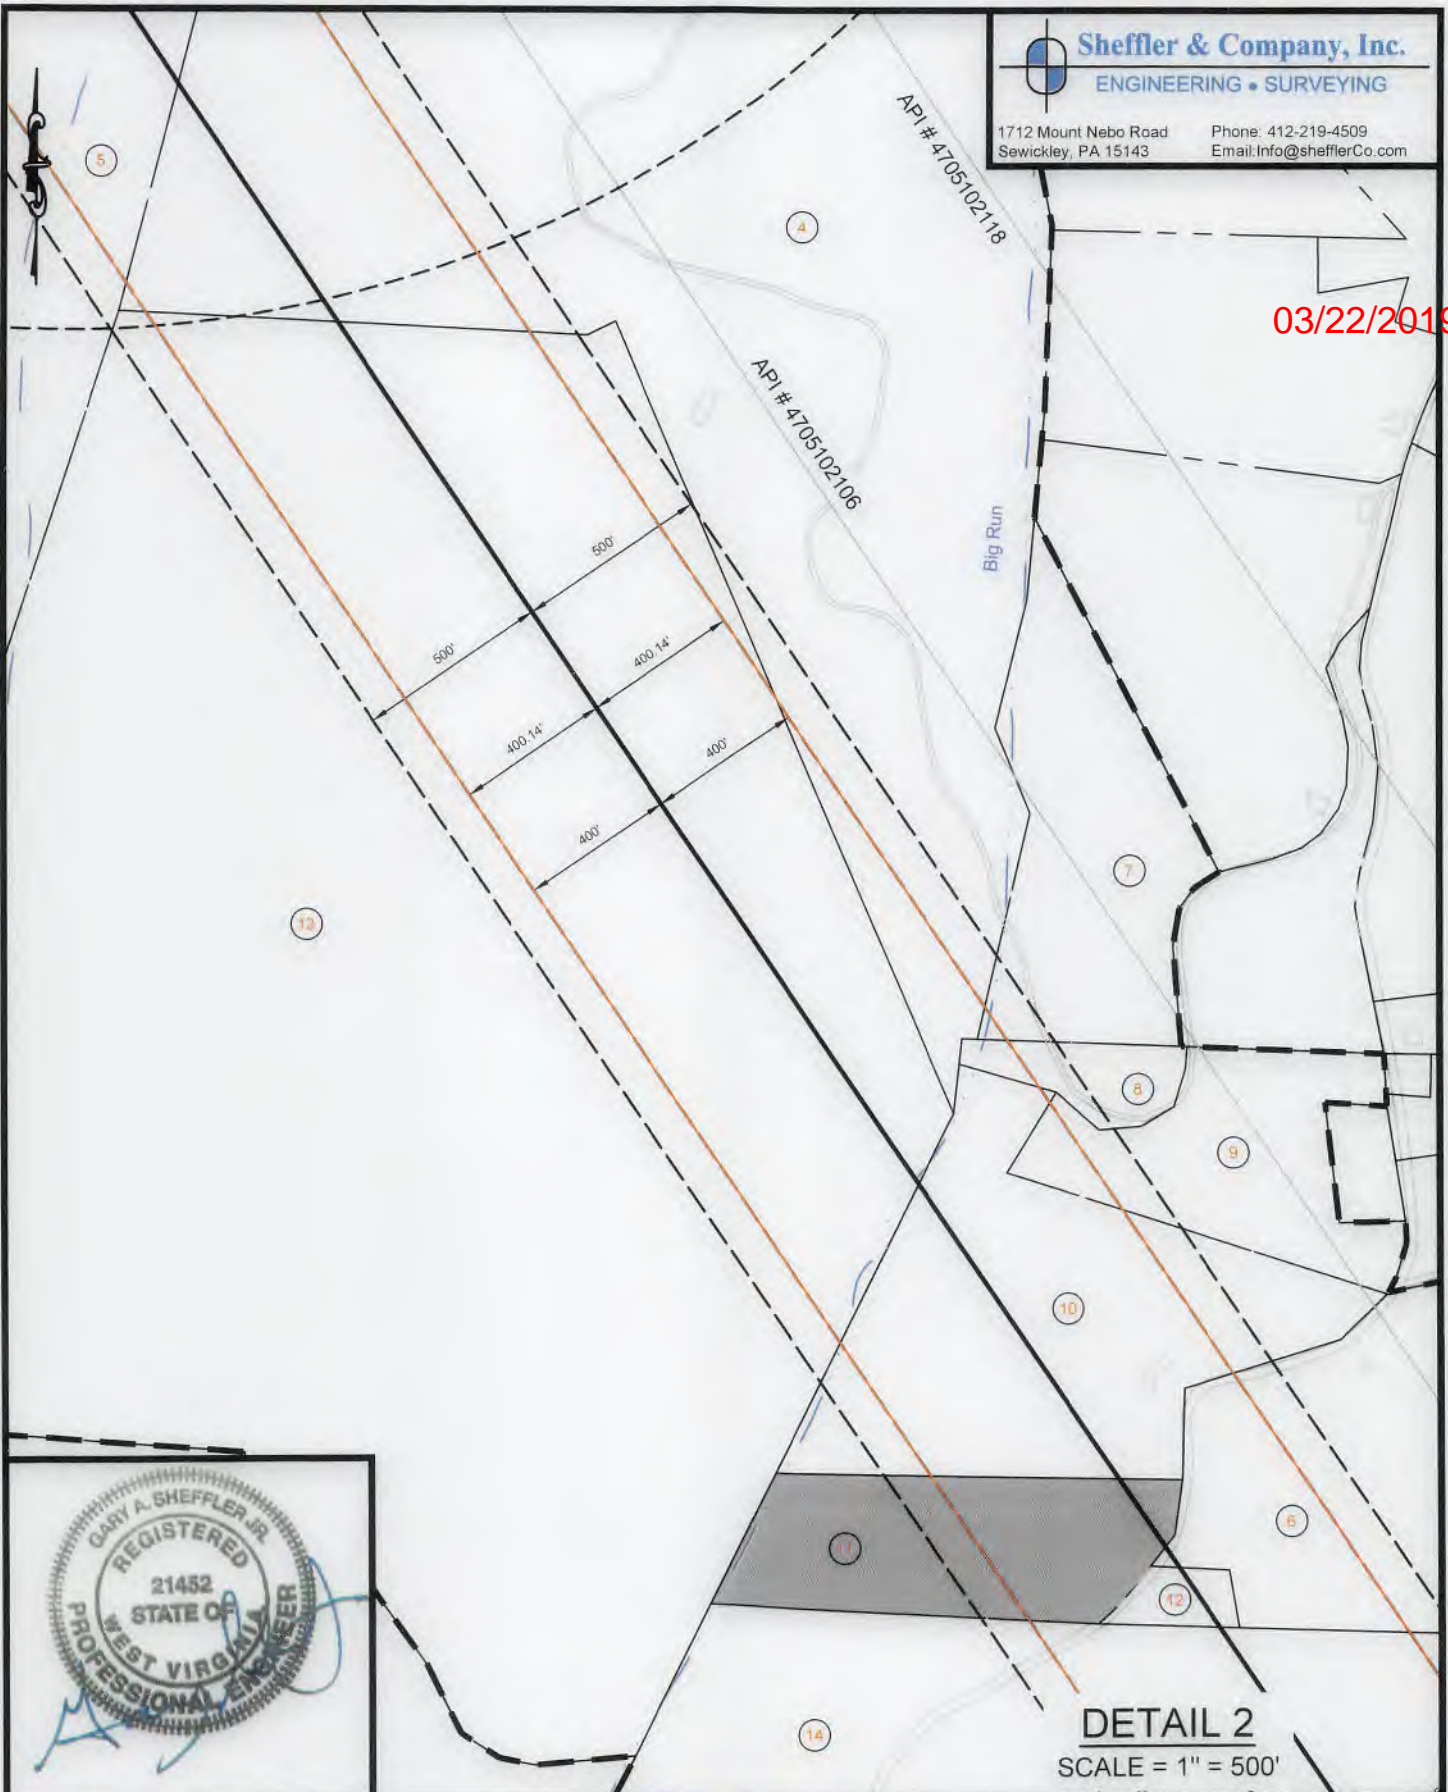 Sheffler & Company, Inc.
ENGINEERING • SURVEYING
1712 Mount Nebo Road
Sewickley, PA 15143
Phone: 412-219-4509
Email:Info@shefflerCo.com
03/22/2019
5
4
API # 4705102118
API # 4705102106
Big Run
500'
500'
400.14'
400.14'
400'
400'
7
13
8
9
10
6
11
12
14
GARY A. SHEFFLER JR.
REGISTERED
21452
STATE OF
WEST VIRGINIA
PROFESSIONAL ENGINEER
DETAIL 2
SCALE = 1" = 500'